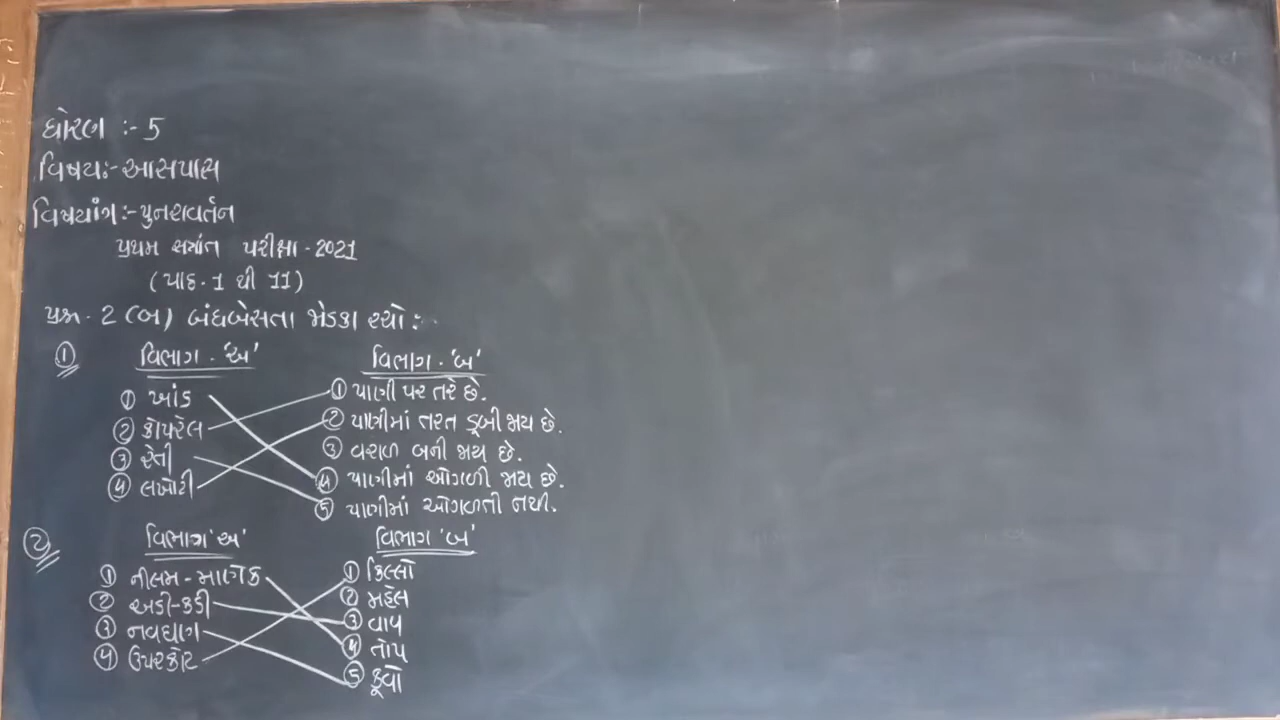 ધોરણ :- 5
વિષય:- આસપાસ
વિષયાંગ:- પુનરાવર્તન
પ્રથમ સત્રાંત પરીક્ષા - 2021
(પાઠ. 1 થી 11)
પ્રશ્ન - 2 (બ) બંધબેસતા જોડકા રચો :-
① વિભાગ - 'અ' વિભાગ - 'બ'
① ખાંડ ① પાણી પર તરે છે.
② કોપરેલ ② પાણીમાં તરત ડૂબી જાય છે.
③ રેતી ③ વરાળ બની જાય છે.
④ લખોટી ④ પાણીમાં ઓગળી જાય છે.
⑤ પાણીમાં ઓગળતી નથી.
② વિભાગ 'અ' વિભાગ 'બ'
① નીલમ - માણેક ① કિલ્લો
② અડી-કડી ② મહેલ
③ નવઘાણ ③ વાવ
④ ઉપરકોટ ④ તોપ
⑤ કૂવો